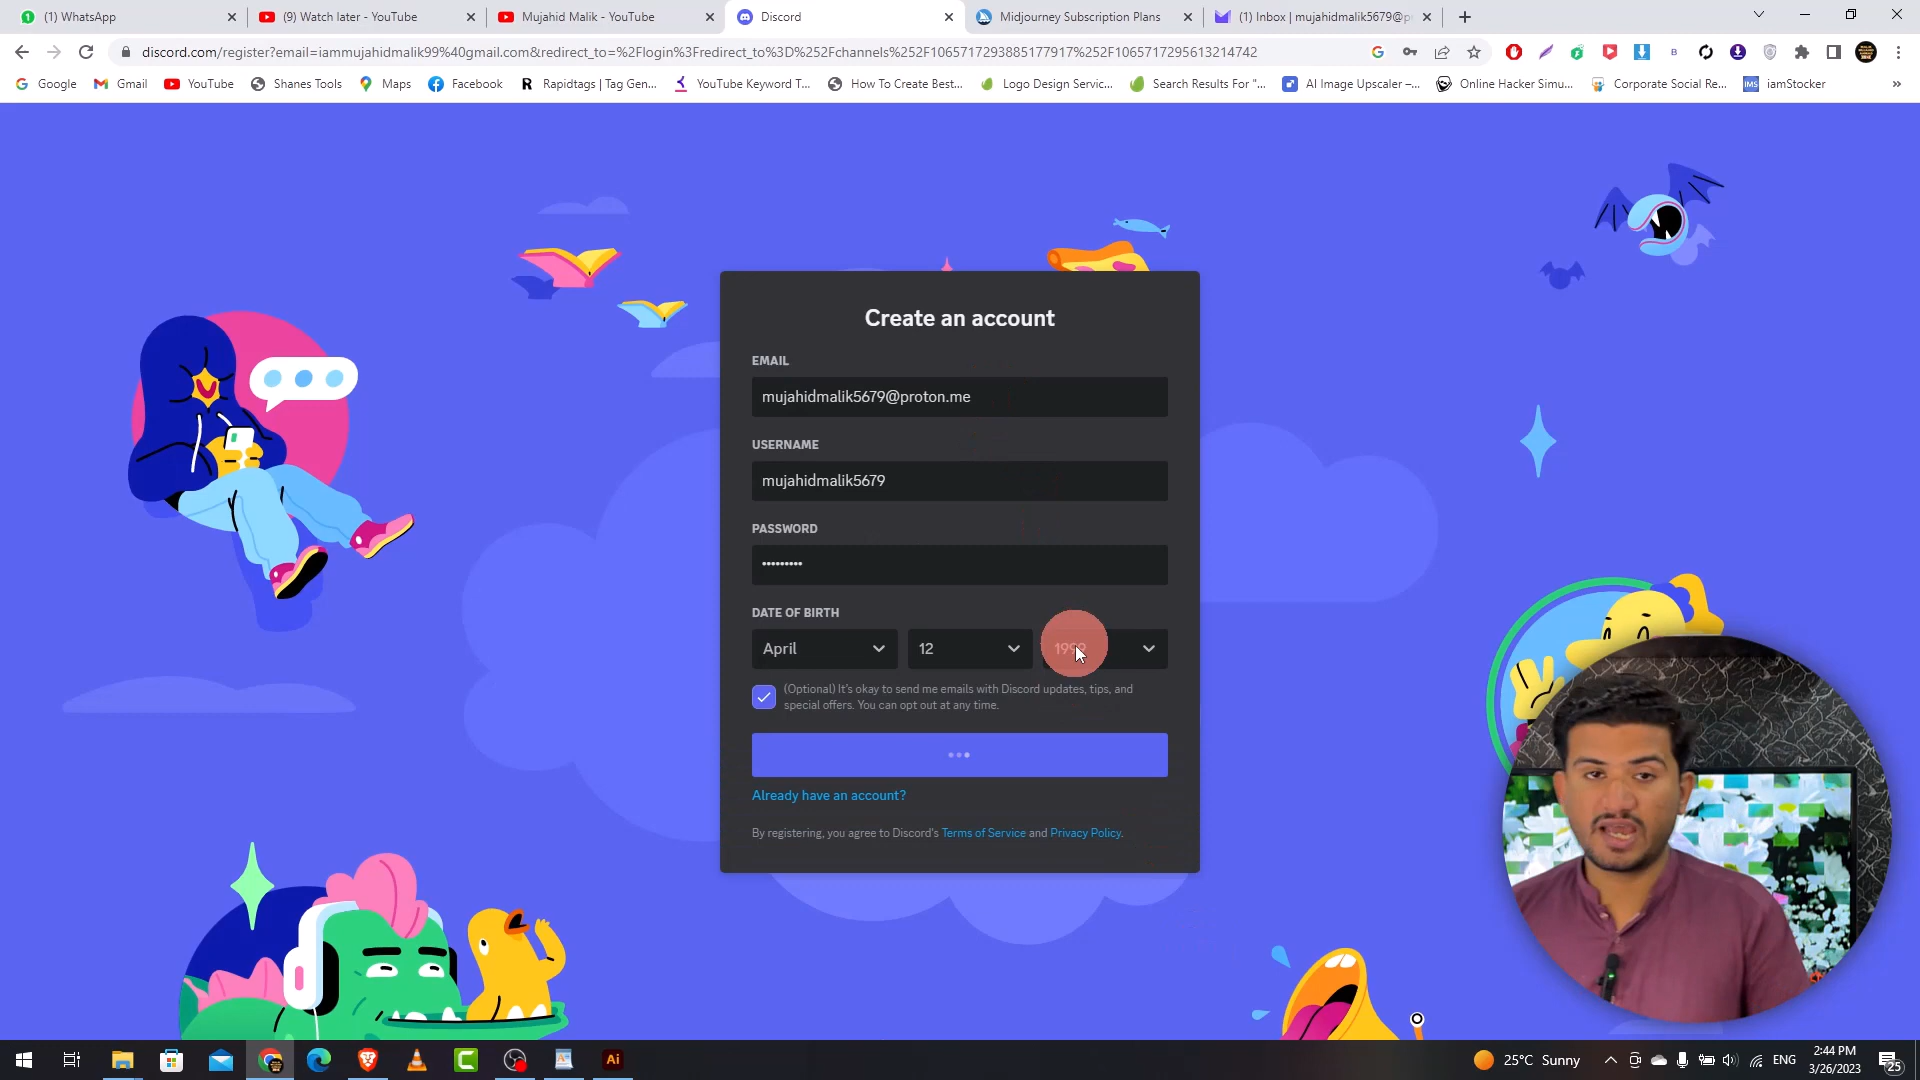 (1) WhatsApp
(9) Watch later - YouTube
Mujahid Malik - YouTube
Discord
Midjourney Subscription Plans
(1) Inbox | mujahidmalik5679@p
discord.com/register?email=iammujahidmalik99%40gmail.com&redirect_to=%2Flogin%3Fredirect_to%3D%252Fchannels%252F1065717293885177917%252F1065717295613214742
Google
Gmail
YouTube
Shanes Tools
Maps
Facebook
Rapidtags | Tag Gen...
YouTube Keyword T...
How To Create Best...
Logo Design Servic...
Search Results For "...
AI Image Upscaler –...
Online Hacker Simu...
Corporate Social Re...
IMS
iamStocker
Create an account
EMAIL
mujahidmalik5679@proton.me
USERNAME
mujahidmalik5679
PASSWORD
•••••••••
DATE OF BIRTH
April
12
1999
(Optional) It's okay to send me emails with Discord updates, tips, and
special offers. You can opt out at any time.
Already have an account?
By registering, you agree to Discord's Terms of Service and Privacy Policy.
Ai
25°C Sunny
ENG
2:44 PM
3/26/2023
25